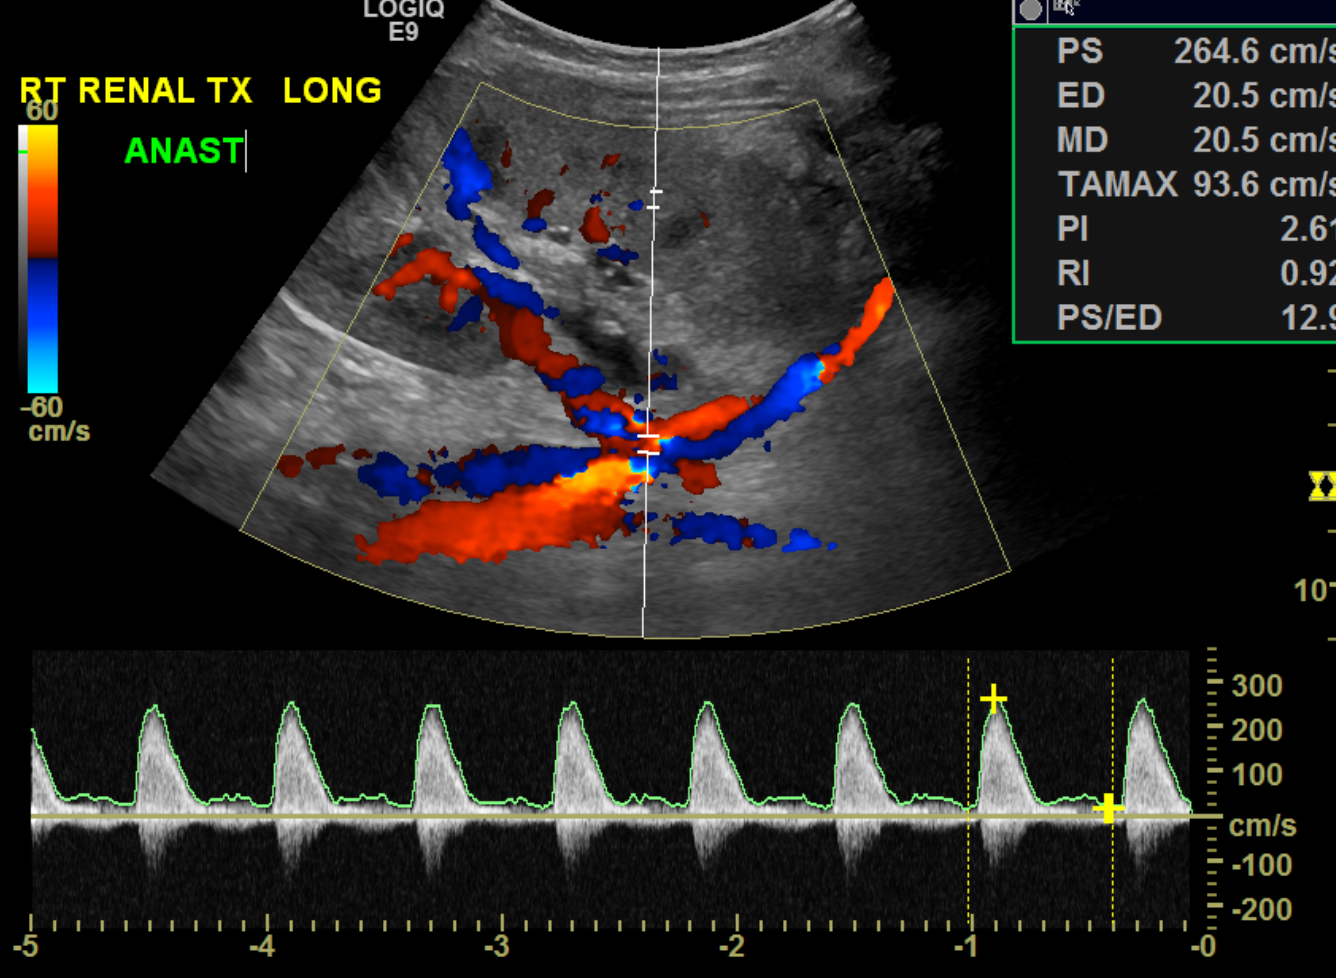 LOGIQ
E9
RT RENAL TX LONG
ANAST
60
-60
cm/s
PS 264.6 cm/s
ED 20.5 cm/s
MD 20.5 cm/s
TAMAX 93.6 cm/s
PI 2.61
RI 0.92
PS/ED 12.9
10
300
200
100
cm/s
-100
-200
-5 -4 -3 -2 -1 -0